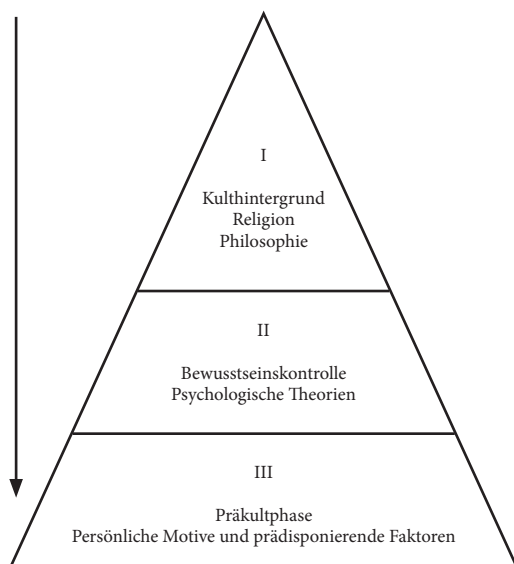 I
Kulthintergrund
Religion
Philosophie
II
Bewusstseinskontrolle
Psychologische Theorien
III
Präkultphase
Persönliche Motive und prädisponierende Faktoren